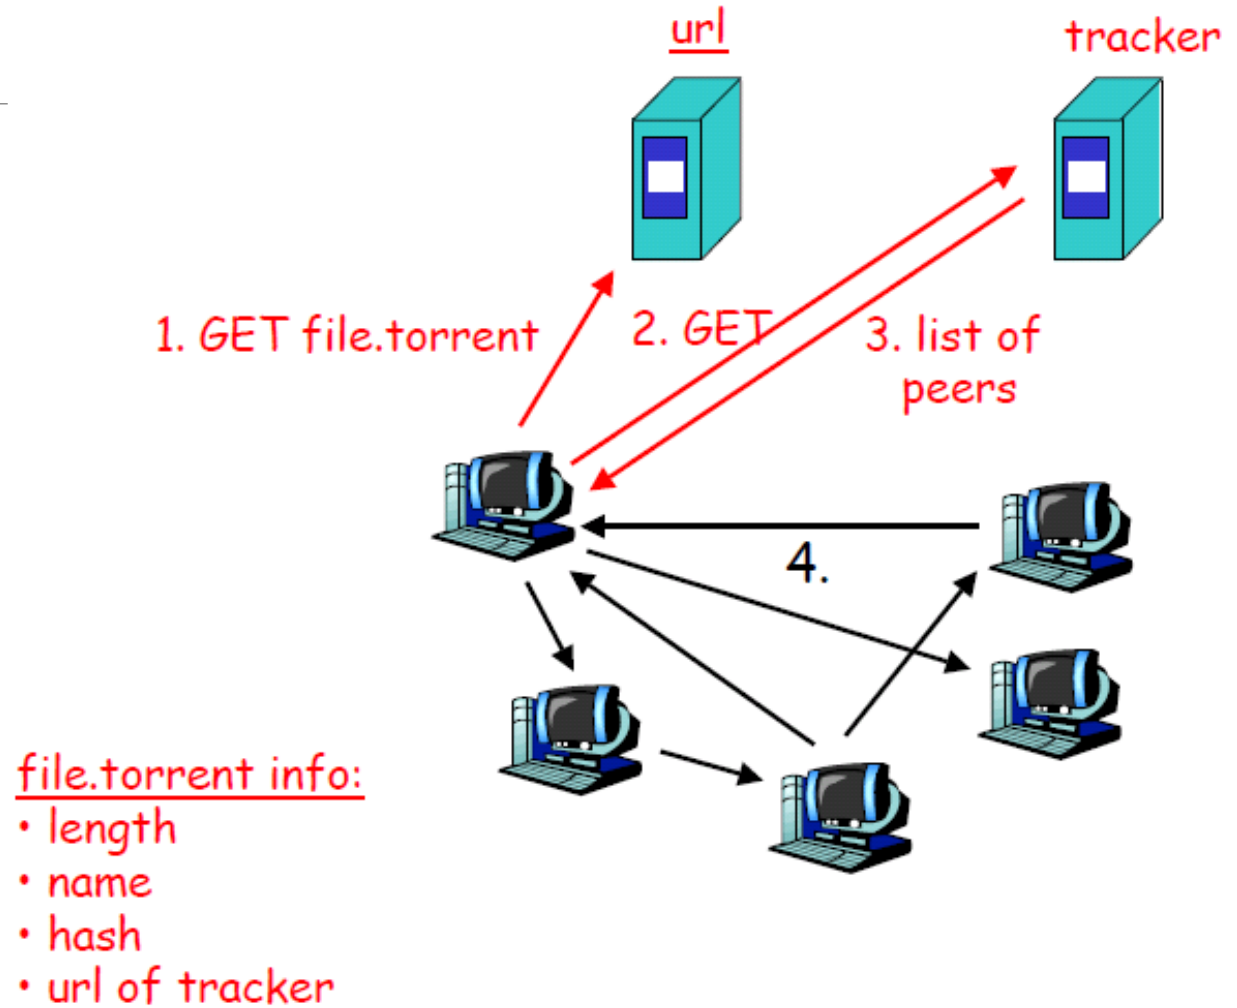 url
tracker
1. GET file.torrent
2. GET
3. list of
peers
4.
file.torrent info:
• length
• name
• hash
• url of tracker